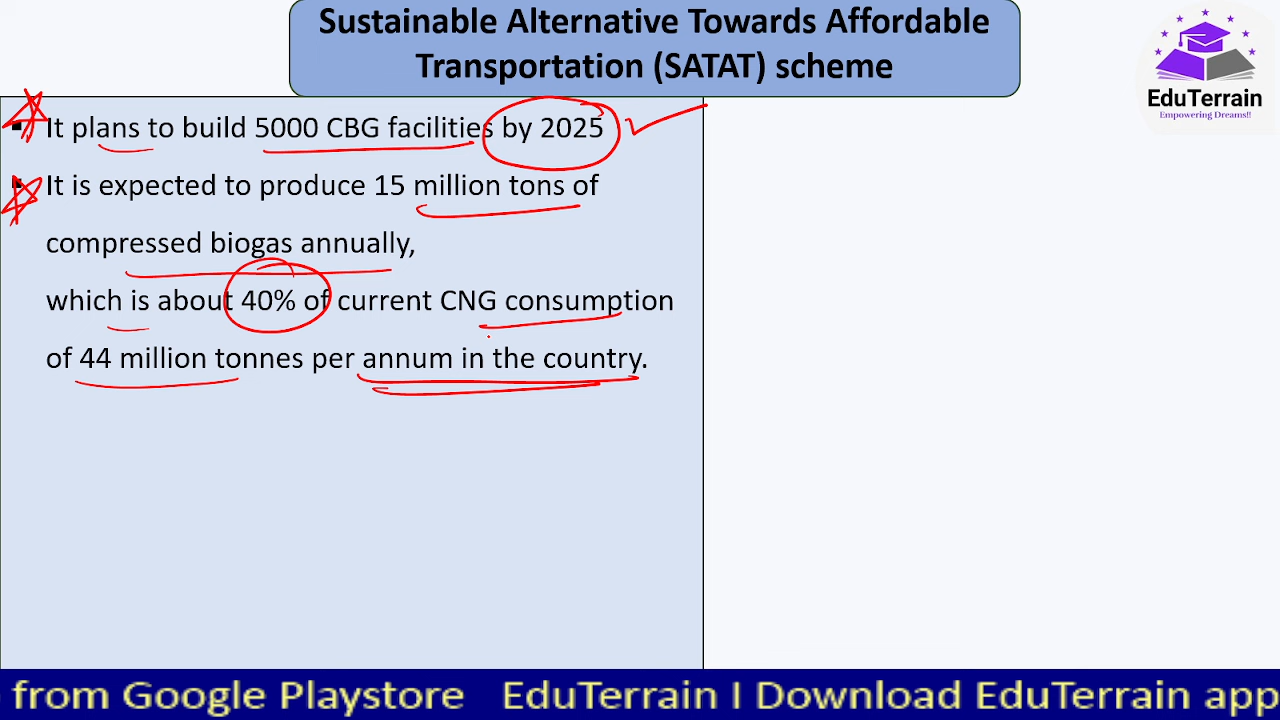 Sustainable Alternative Towards Affordable
Transportation (SATAT) scheme
EduTerrain
Empowering Dreams!!
It plans to build 5000 CBG facilities by 2025
It is expected to produce 15 million tons of
compressed biogas annually,
which is about 40% of current CNG consumption
of 44 million tonnes per annum in the country.
from Google Playstore EduTerrain I Download EduTerrain app